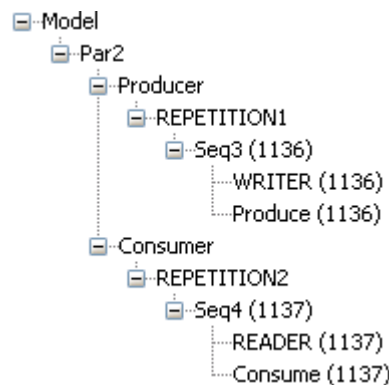 Model
Par2
Producer
REPETITION1
Seq3 (1136)
WRITER (1136)
Produce (1136)
Consumer
REPETITION2
Seq4 (1137)
READER (1137)
Consume (1137)